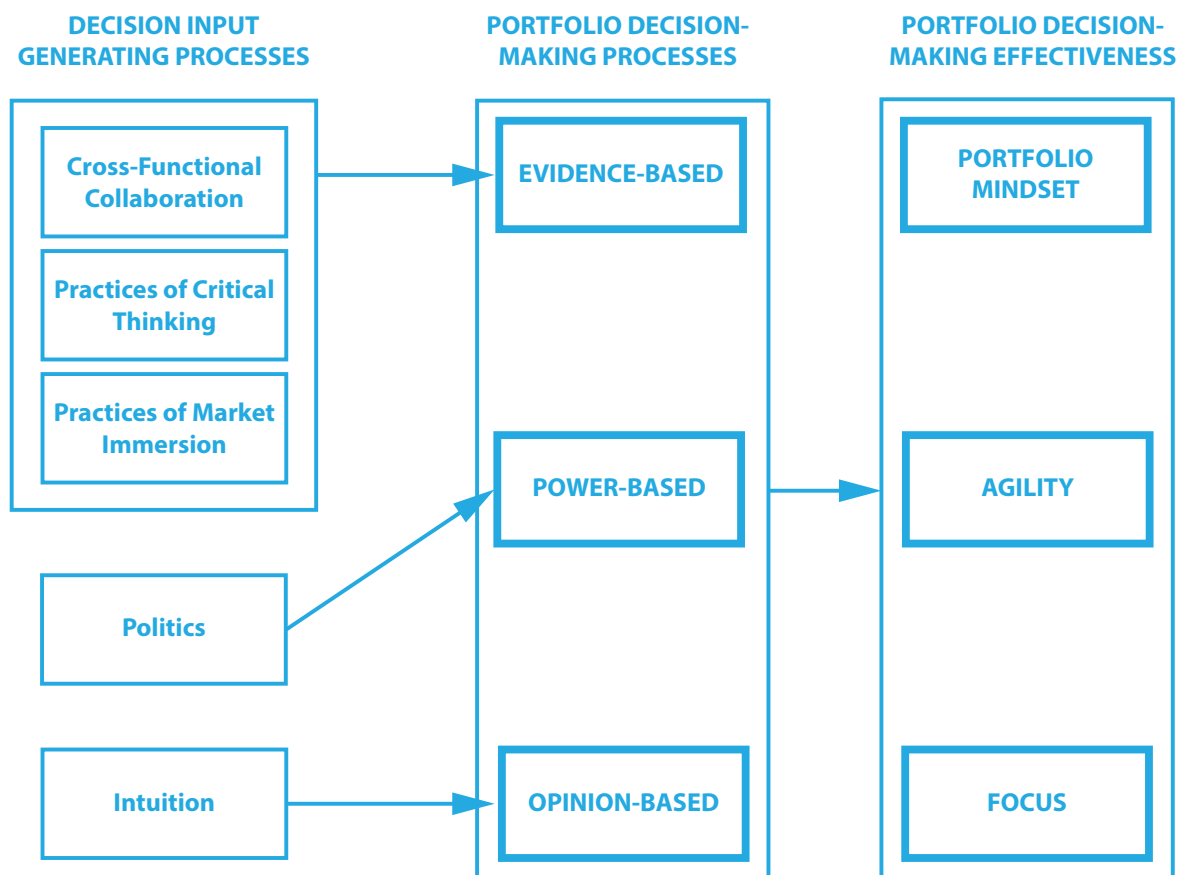 DECISION INPUT
GENERATING PROCESSES
PORTFOLIO DECISION-
MAKING PROCESSES
PORTFOLIO DECISION-
MAKING EFFECTIVENESS
Cross-Functional
Collaboration
Practices of Critical
Thinking
Practices of Market
Immersion
Politics
Intuition
EVIDENCE-BASED
POWER-BASED
OPINION-BASED
PORTFOLIO
MINDSET
AGILITY
FOCUS